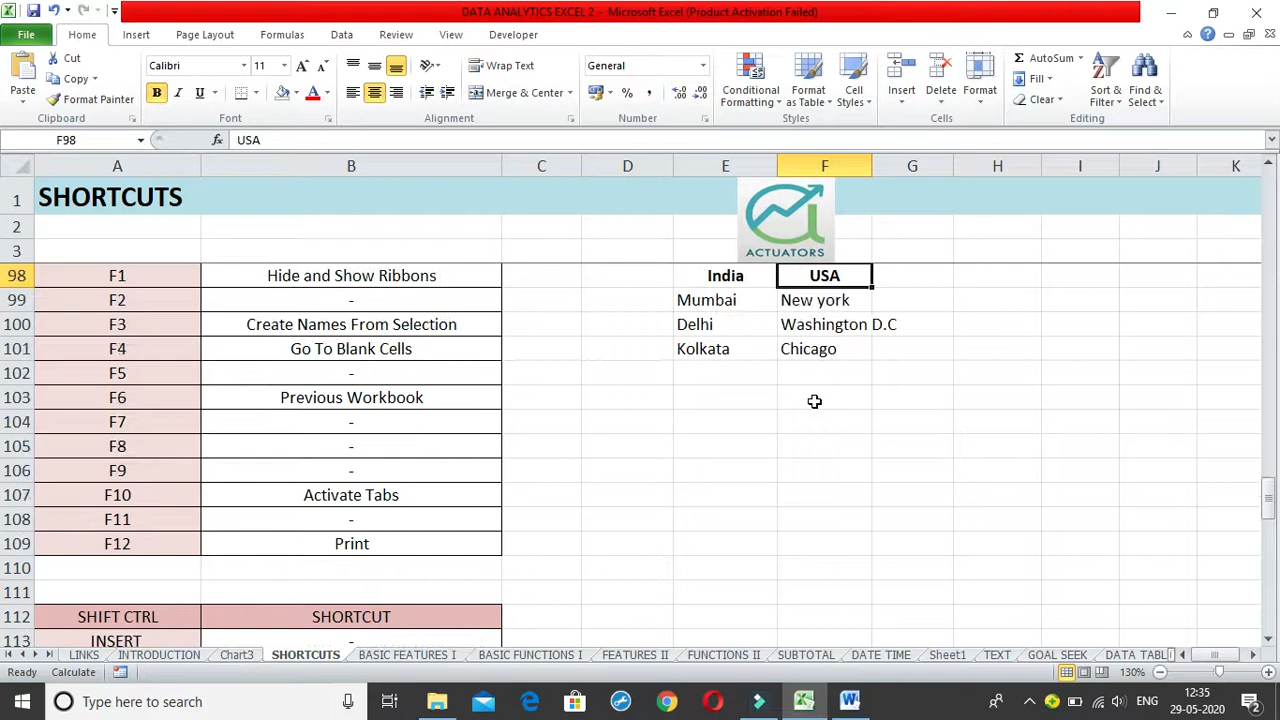 DATA ANALYTICS EXCEL 2 - Microsoft Excel (Product Activation Failed)
File Home Insert Page Layout Formulas Data Review View Developer
Paste Cut Copy Format Painter Clipboard
Calibri 11 A A B I U A Font
Wrap Text Merge & Center Alignment
General % , Number
Conditional Formatting Format as Table Cell Styles Styles
Insert Delete Format Cells
Σ AutoSum Fill Clear Sort & Filter Find & Select Editing
F98 fx USA
A B C D E F G H I J K
1 SHORTCUTS
ACTUATORS
2
3
98 F1 Hide and Show Ribbons India USA
99 F2 - Mumbai New york
100 F3 Create Names From Selection Delhi Washington D.C
101 F4 Go To Blank Cells Kolkata Chicago
102 F5 -
103 F6 Previous Workbook
104 F7 -
105 F8 -
106 F9 -
107 F10 Activate Tabs
108 F11 -
109 F12 Print
110
111
112 SHIFT CTRL SHORTCUT
113 INSERT -
LINKS INTRODUCTION Chart3 SHORTCUTS BASIC FEATURES I BASIC FUNCTIONS I FEATURES II FUNCTIONS II SUBTOTAL DATE TIME Sheet1 TEXT GOAL SEEK DATA TABL
Ready Calculate 130%
Type here to search ENG 12:35
29-05-2020 2